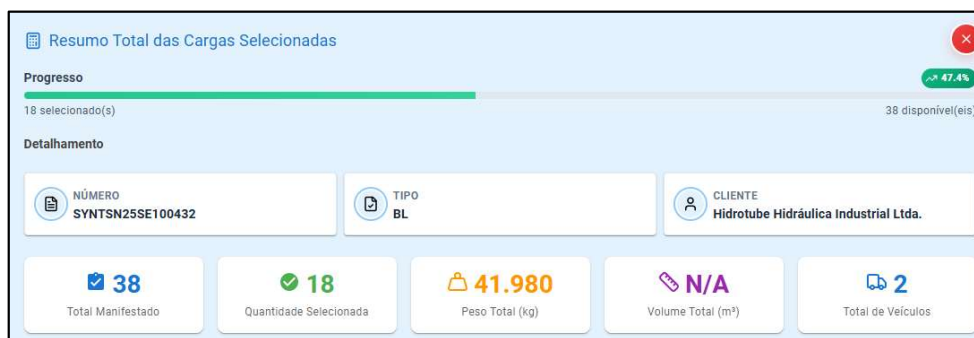 Resumo Total das Cargas Selecionadas
Progresso
47.4%
18 selecionado(s)
38 disponível(eis)
Detalhamento
NÚMERO
SYNTSN25SE100432
TIPO
BL
CLIENTE
Hidrotube Hidráulica Industrial Ltda.
38
Total Manifestado
18
Quantidade Selecionada
41.980
Peso Total (kg)
N/A
Volume Total (m³)
2
Total de Veículos